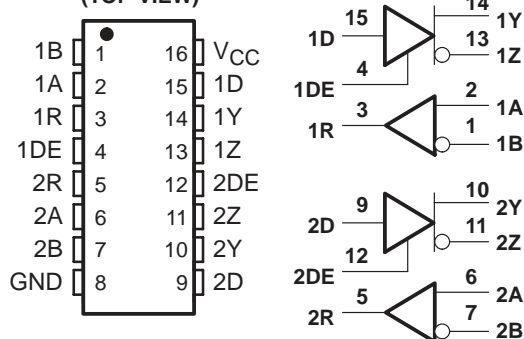 (TOP VIEW)
1B 1 16 VCC
1A 2 15 1D
1R 3 14 1Y
1DE 4 13 1Z
2R 5 12 2DE
2A 6 11 2Z
2B 7 10 2Y
GND 8 9 2D
14
15 1Y
1D 13
4 1Z
1DE
3 2
1R 1A
1
1B
10
9 2Y
2D 11
12 2Z
2DE
5 6
2R 2A
7
2B